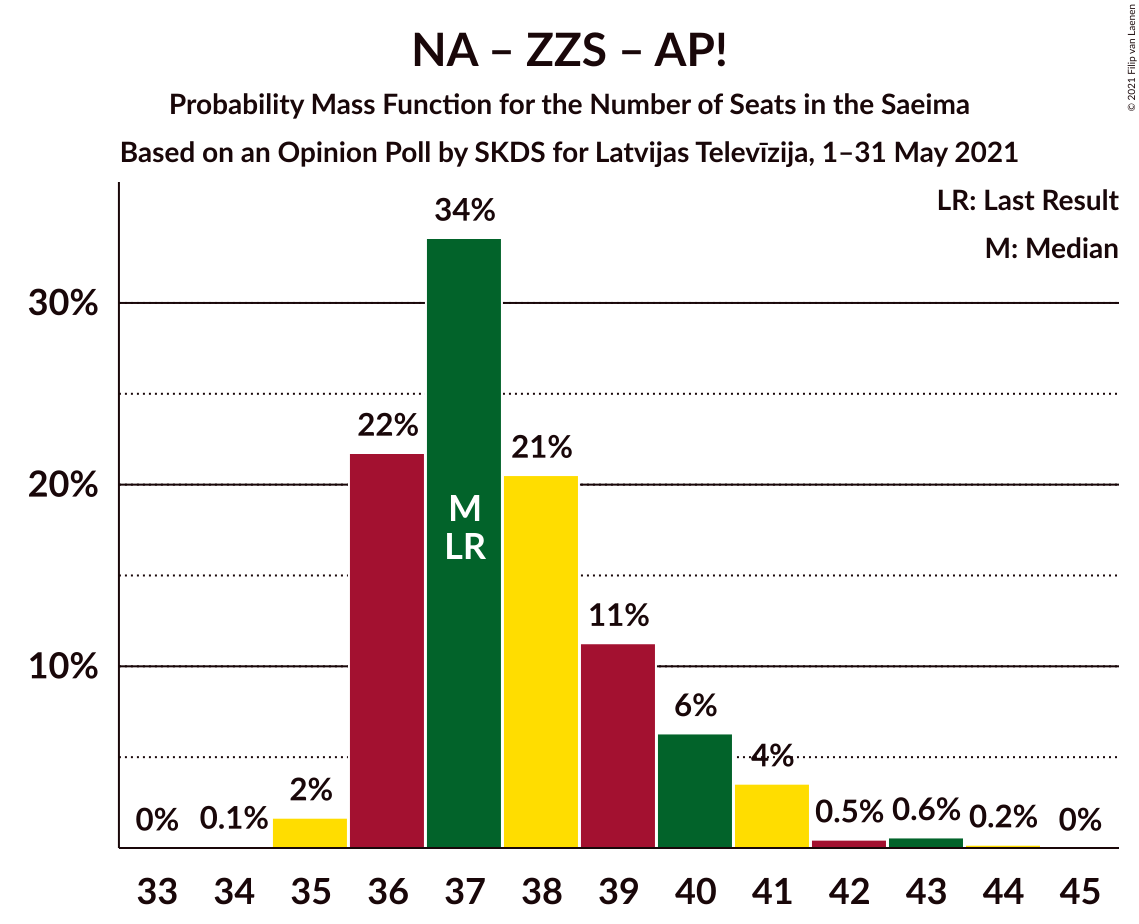 NA – ZZS – AP!
Probability Mass Function for the Number of Seats in the Saeima
Based on an Opinion Poll by SKDS for Latvijas Televīzija, 1–31 May 2021
© 2021 Filip van Laenen
LR: Last Result
M: Median
30%
20%
10%
0%
0.1%
2%
22%
34%
21%
11%
6%
4%
0.5%
0.6%
0.2%
0%
M
LR
33 34 35 36 37 38 39 40 41 42 43 44 45